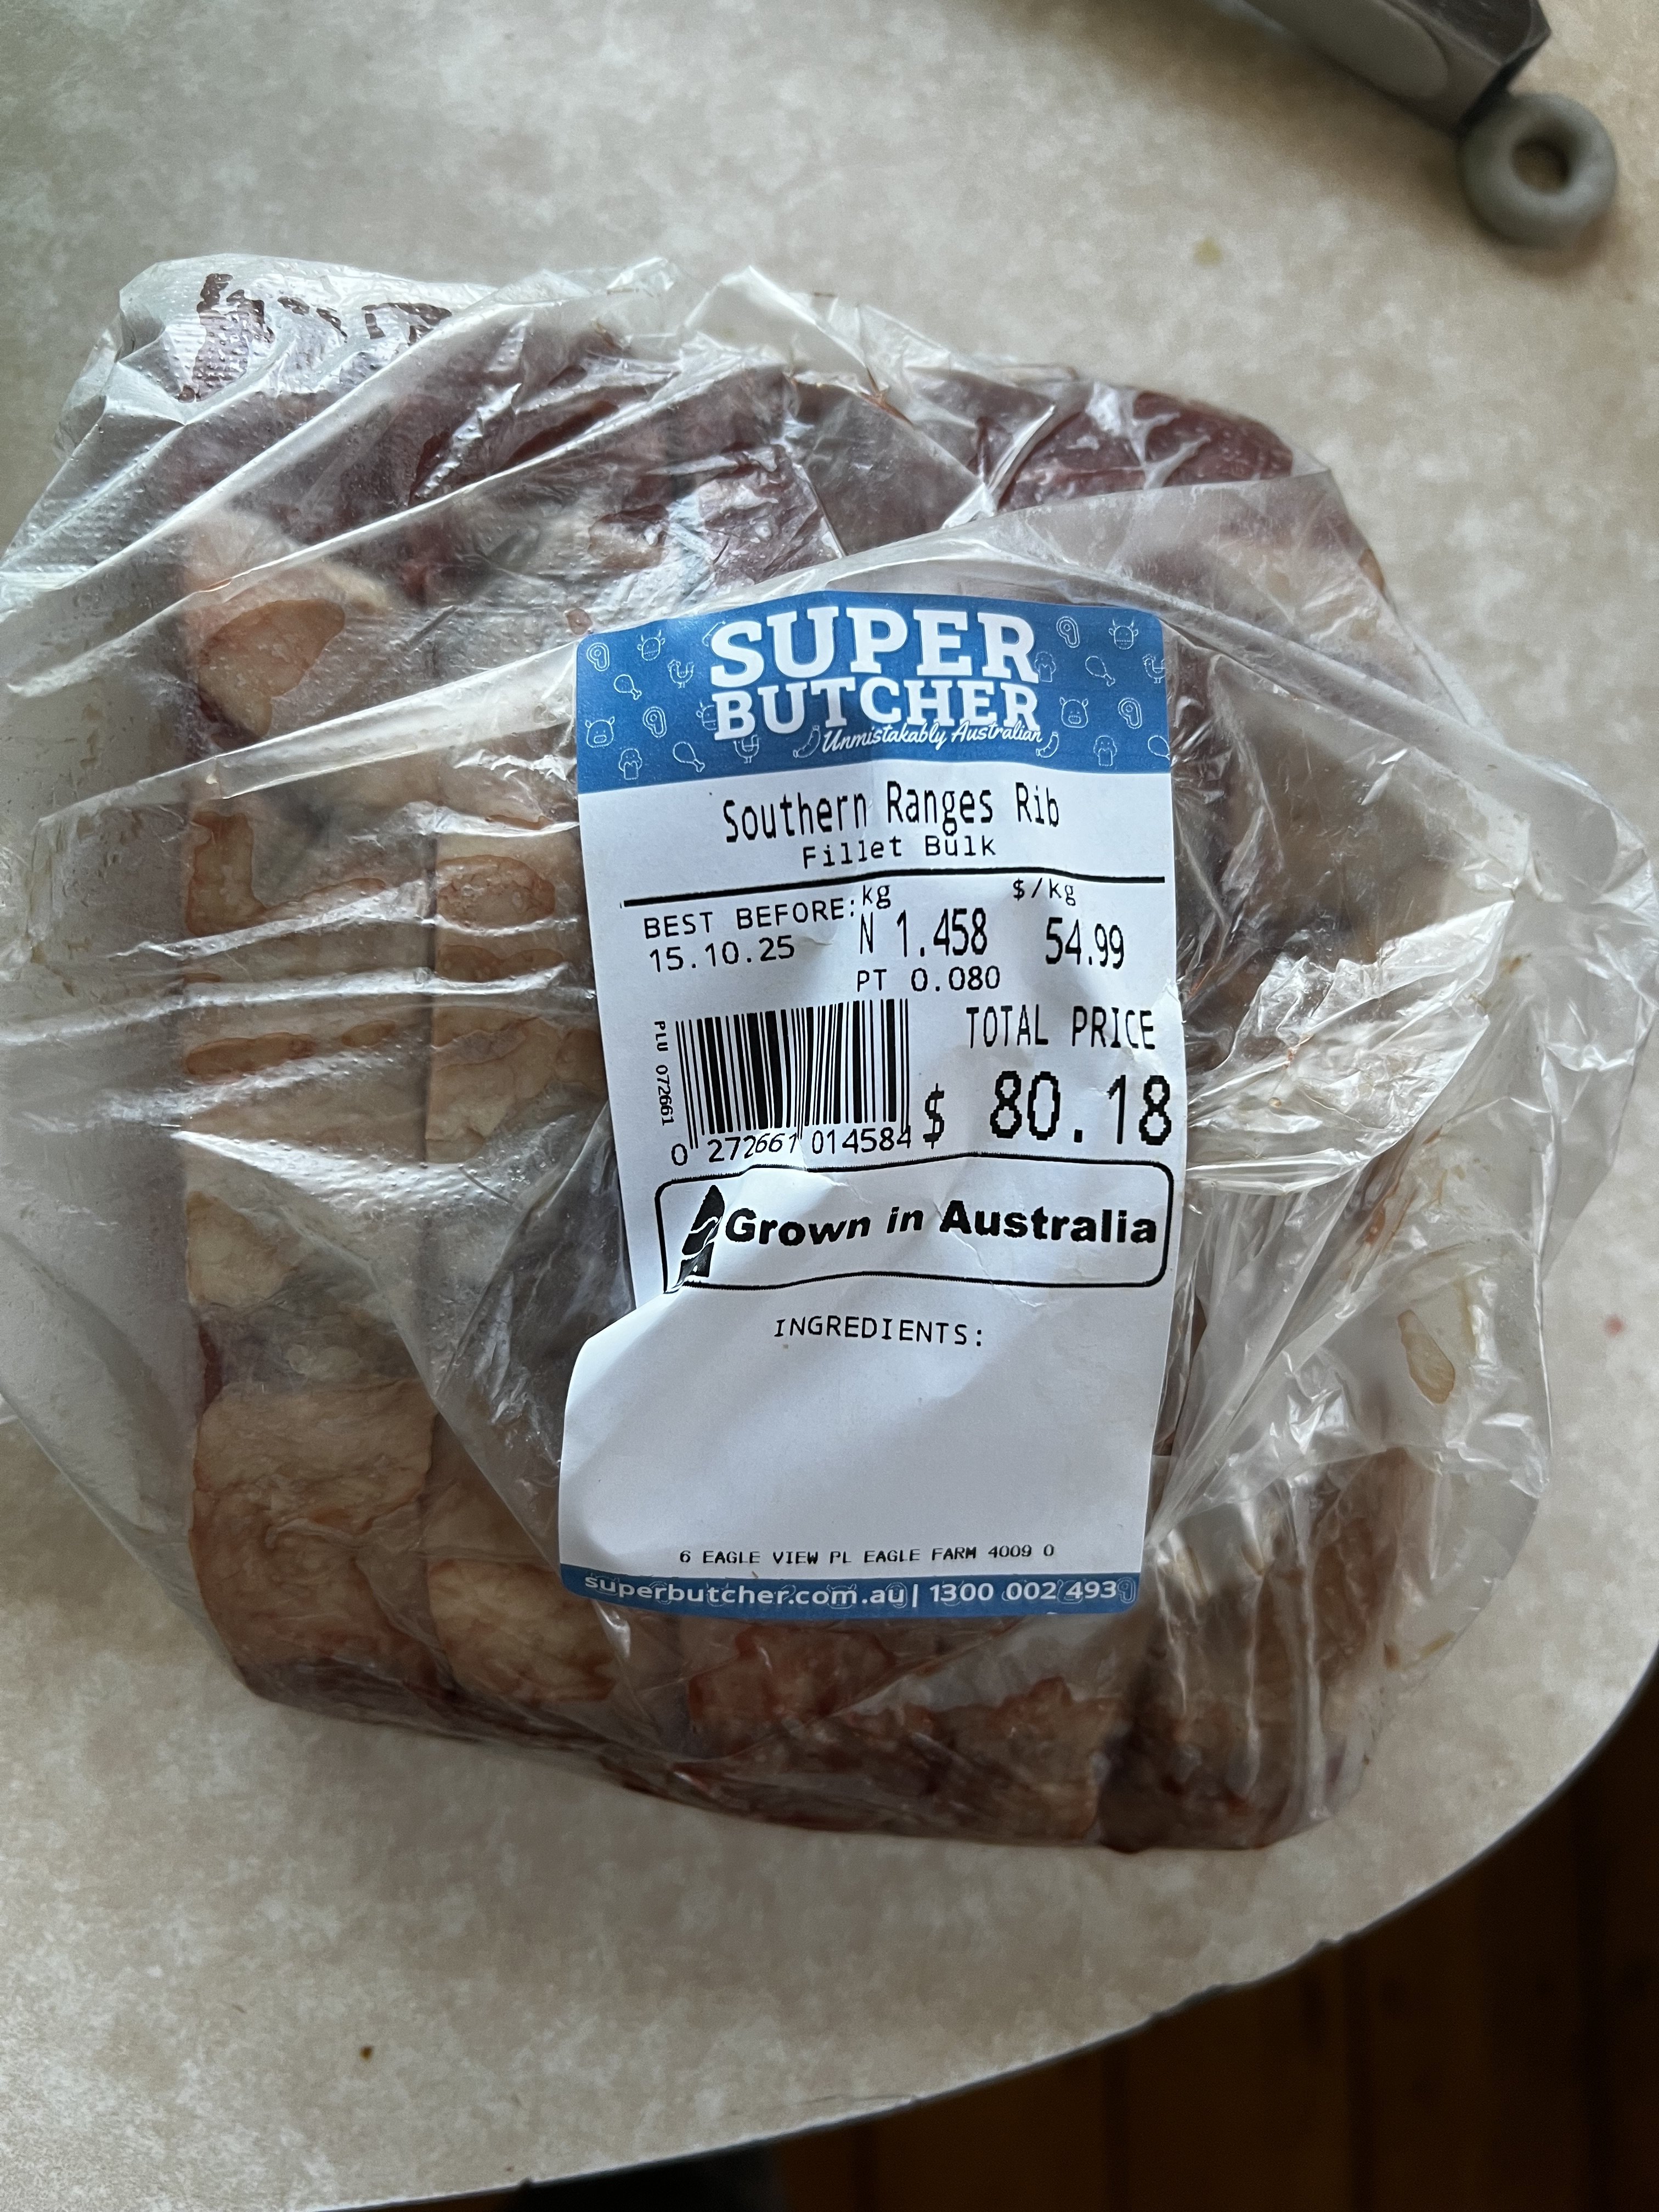 SUPER
BUTCHER
Unmistakably Australian
Southern Ranges Rib
Fillet Bulk
BEST BEFORE: kg $/kg
15.10.25 N 1.458 54.99
PT 0.080
PLU 072661
TOTAL PRICE
$ 80.18
0 272661 014584
Grown in Australia
INGREDIENTS:
6 EAGLE VIEW PL EAGLE FARM 4009 0
superbutcher.com.au | 1300 002 493